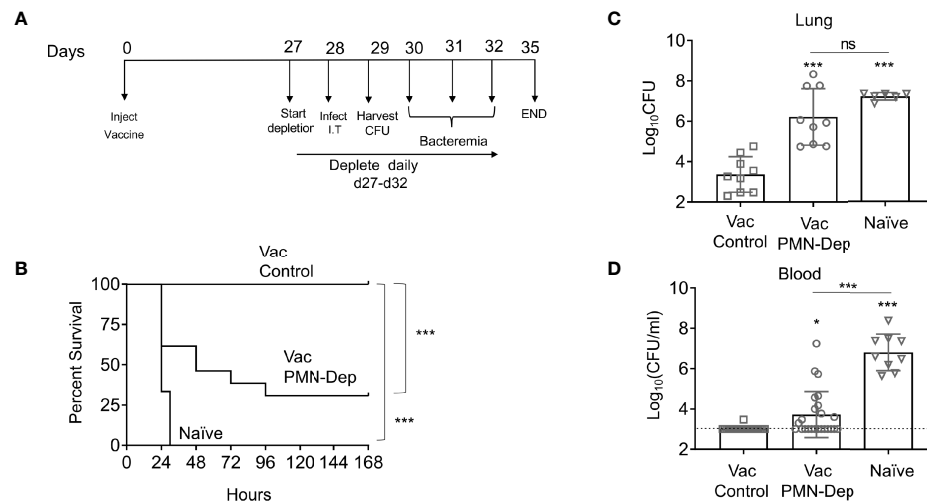 A
Days 0 27 28 29 30 31 32 35
Inject
Vaccine
Start
depletion
Infect
I.T
Harvest
CFU
Bacteremia
END
Deplete daily
d27-d32
B
Vac
Control
Percent Survival
100
75
50
25
0
Vac
PMN-Dep
Naïve
***
***
0 24 48 72 96 120 144 168
Hours
C
Lung
ns
*** ***
Log10CFU
10
8
6
4
2
Vac
Control
Vac
PMN-Dep
Naïve
D
Blood
***
* ***
Log10(CFU/ml)
10
8
6
4
2
Vac
Control
Vac
PMN-Dep
Naïve